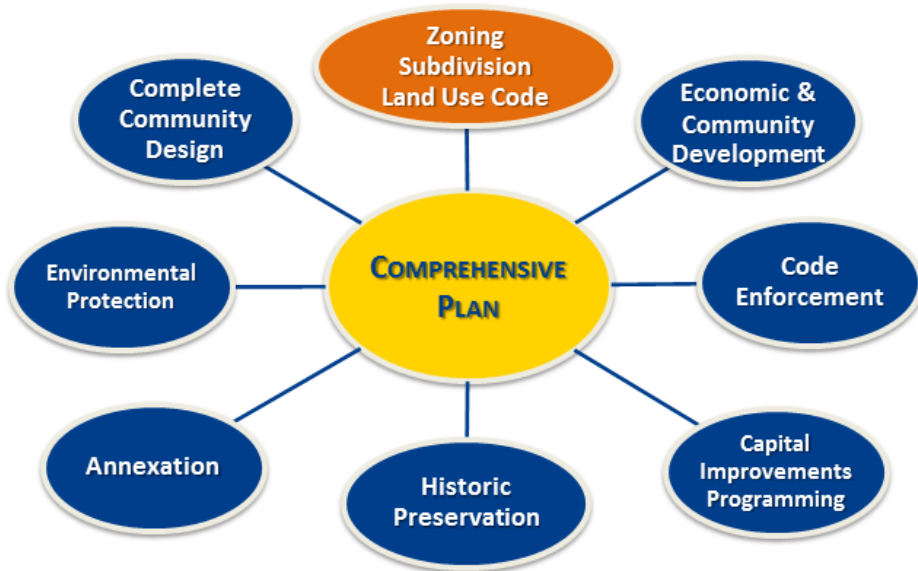 Zoning
Subdivision
Land Use Code
Complete
Community
Design
Economic &
Community
Development
Environmental
Protection
COMPREHENSIVE
PLAN
Code
Enforcement
Annexation
Historic
Preservation
Capital
Improvements
Programming